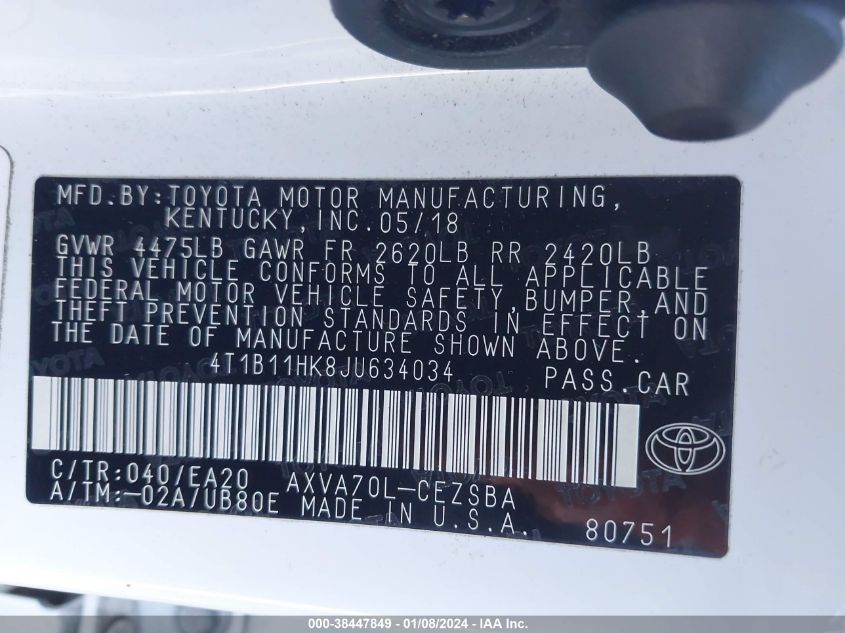 MFD.BY:TOYOTA MOTOR MANUFACTURING,
KENTUCKY,INC.05/18
GVWR 4475LB GAWR FR 2620LB RR 2420LB
THIS VEHICLE CONFORMS TO ALL APPLICABLE
FEDERAL MOTOR VEHICLE SAFETY,BUMPER,AND
THEFT PREVENTION STANDARDS IN EFFECT ON
THE DATE OF MANUFACTURE SHOWN ABOVE.
4T1B11HK8JU634034 PASS.CAR
C/TR:040/EA20 AXVA70L-CEZSBA
A/TM:-02A/UB80E MADE IN U.S.A. 80751
000-38447849 - 01/08/2024 - IAA Inc.